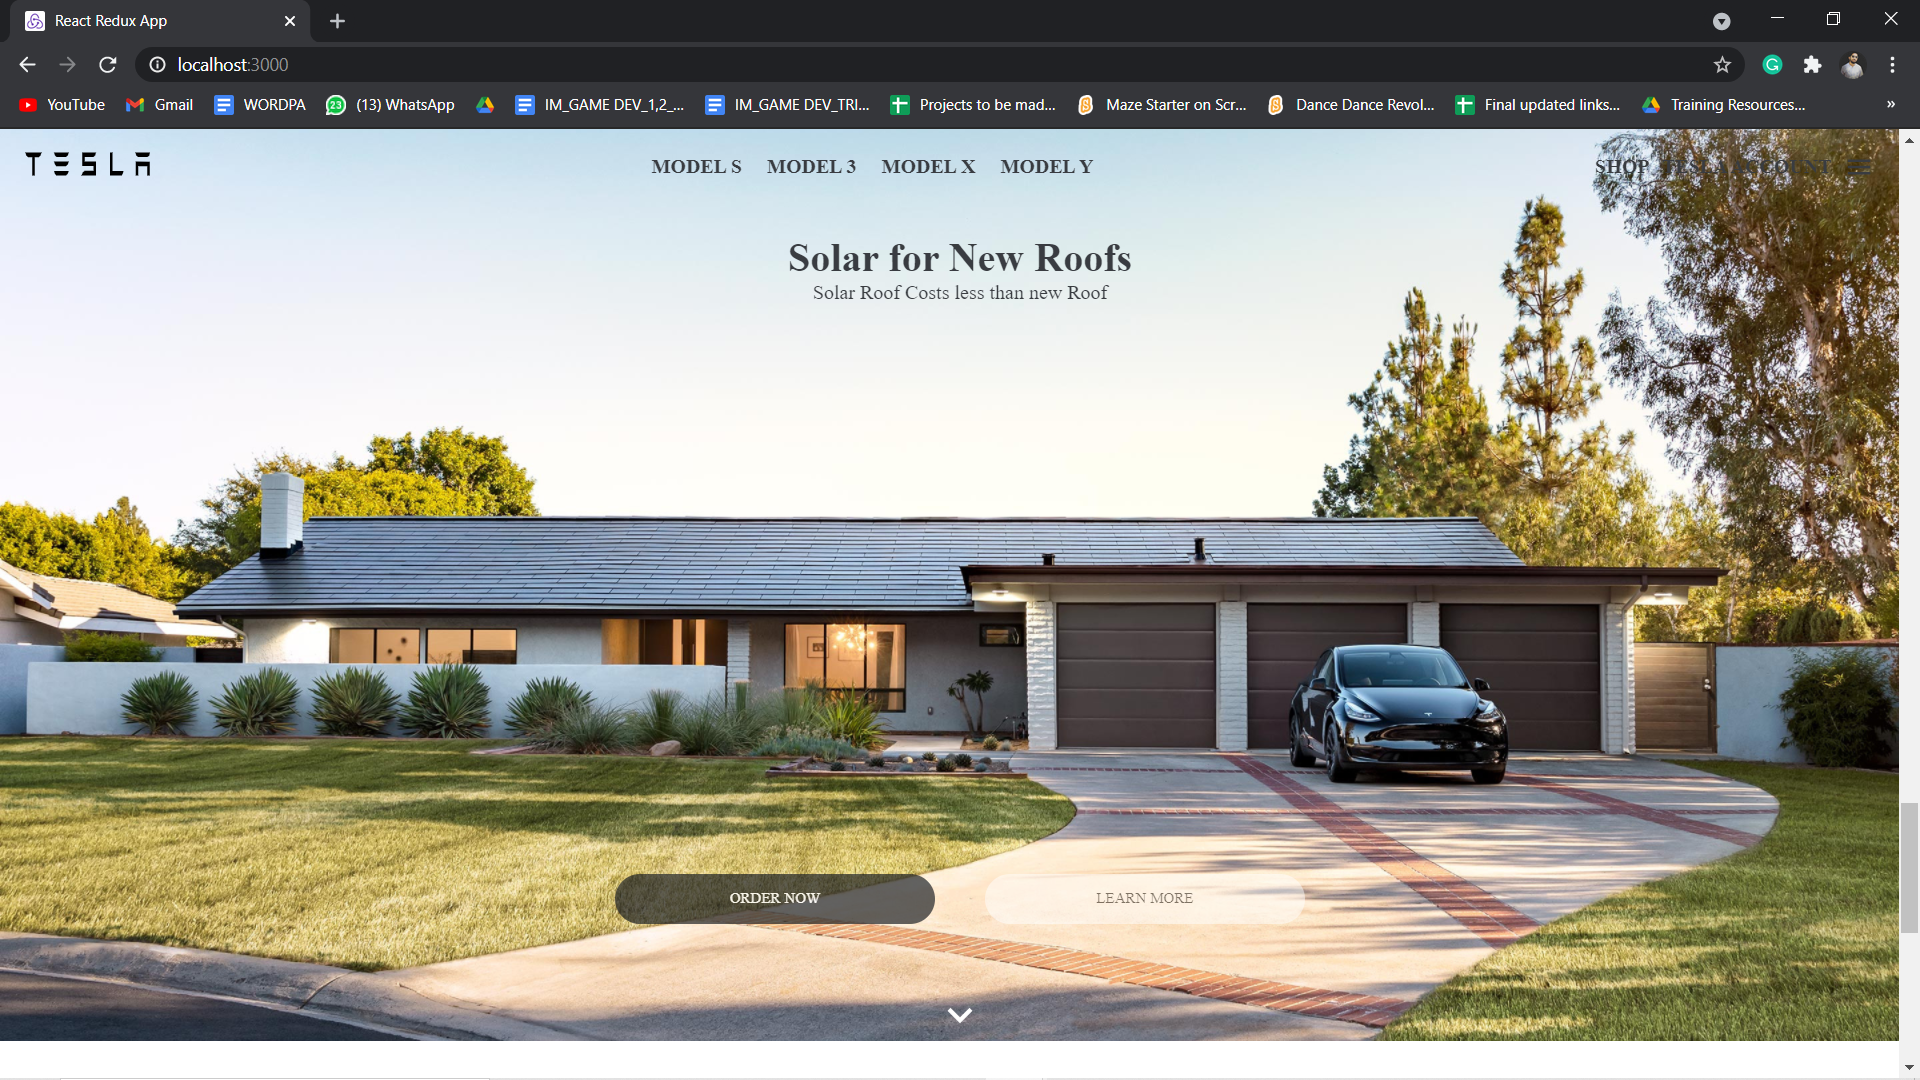 React Redux App
localhost:3000
YouTube Gmail WORDPA (13) WhatsApp IM_GAME DEV_1,2_... IM_GAME DEV_TRI... Projects to be mad... Maze Starter on Scr... Dance Dance Revol... Final updated links... Training Resources... »
23
TESLA MODEL S MODEL 3 MODEL X MODEL Y SHOP TESLA ACCOUNT
Solar for New Roofs
Solar Roof Costs less than new Roof
ORDER NOW LEARN MORE